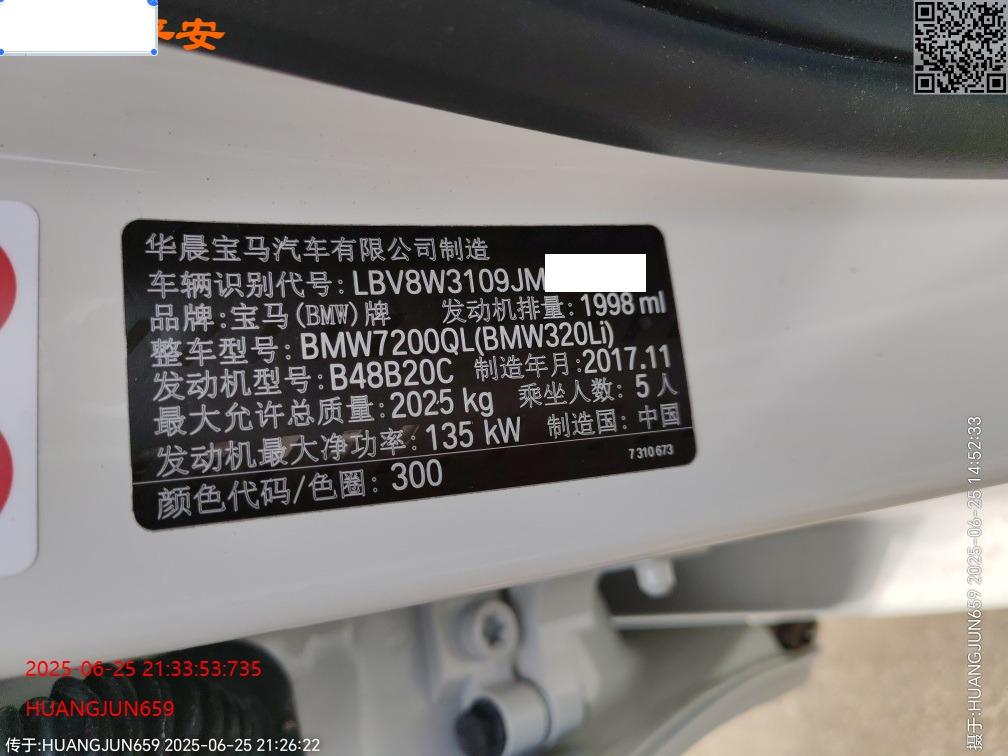 平安
华晨宝马汽车有限公司制造
车辆识别代号: LBV8W3109JM
品牌: 宝马(BMW)牌 发动机排量: 1998 ml
整车型号: BMW7200QL(BMW320Li)
发动机型号: B48B20C 制造年月: 2017.11
最大允许总质量: 2025 kg 乘坐人数: 5 人
发动机最大净功率: 135 kW 制造国: 中国
7310673
颜色代码/色圈: 300
摄于:HUANGJUN659 2025-06-25 14:52:33
2025-06-25 21:33:53:735
HUANGJUN659
传于:HUANGJUN659 2025-06-25 21:26:22